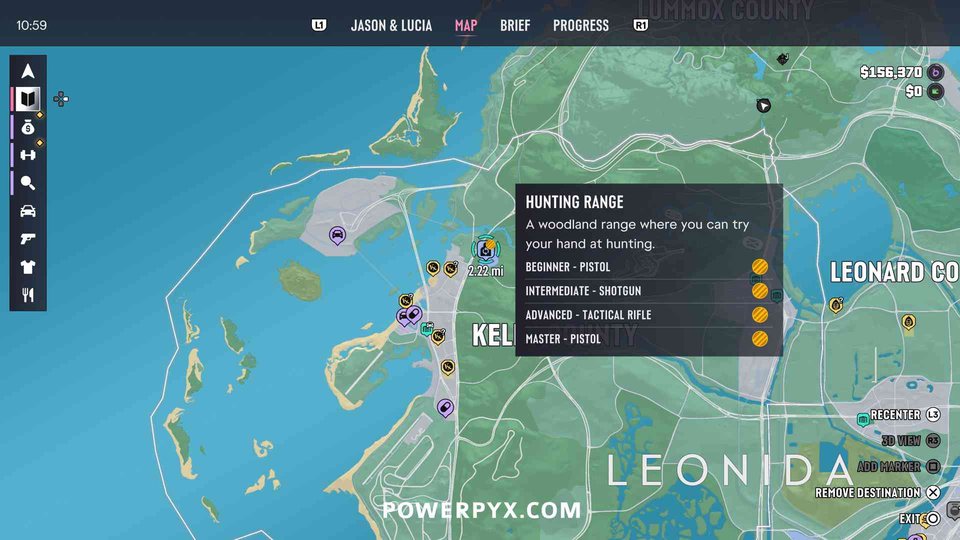 10:59
L1
JASON & LUCIA
MAP
BRIEF
PROGRESS
R1
LUMMOX COUNTY
$156,370
$0
HUNTING RANGE
A woodland range where you can try
your hand at hunting.
BEGINNER - PISTOL
INTERMEDIATE - SHOTGUN
ADVANCED - TACTICAL RIFLE
MASTER - PISTOL
2.22 mi
LEONARD CO
KEL
COUNTY
RECENTER L3
3D VIEW R3
ADD MARKER
LEONIDA
REMOVE DESTINATION
EXIT
POWERPYX.COM